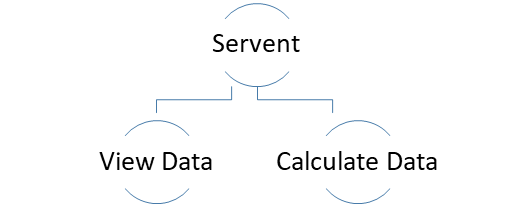 Servent
View Data
Calculate Data